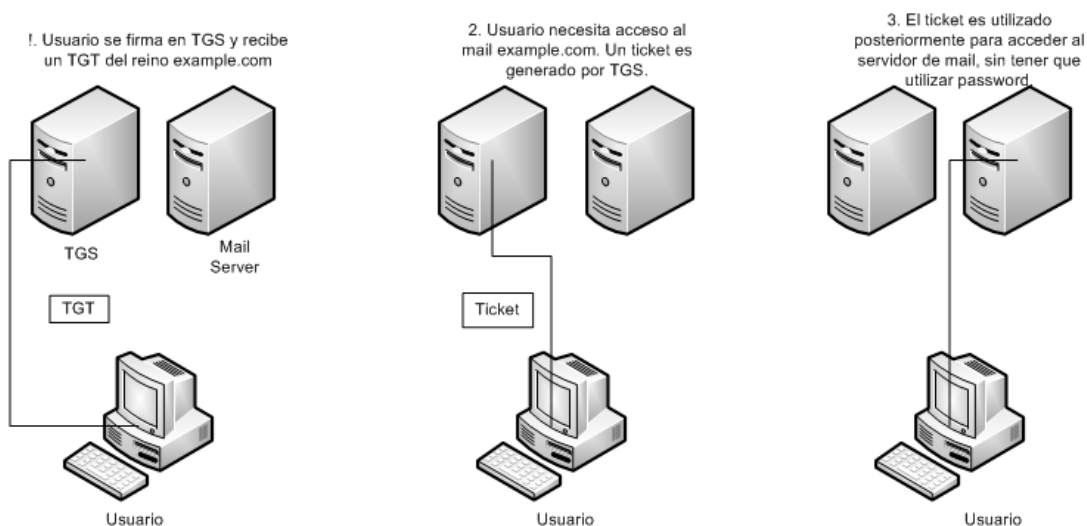 !. Usuario se firma en TGS y recibe
un TGT del reino example.com
2. Usuario necesita acceso al
mail example.com. Un ticket es
generado por TGS.
3. El ticket es utilizado
posteriormente para acceder al
servidor de mail, sin tener que
utilizar password.
TGS
Mail
Server
TGT
Ticket
Usuario
Usuario
Usuario